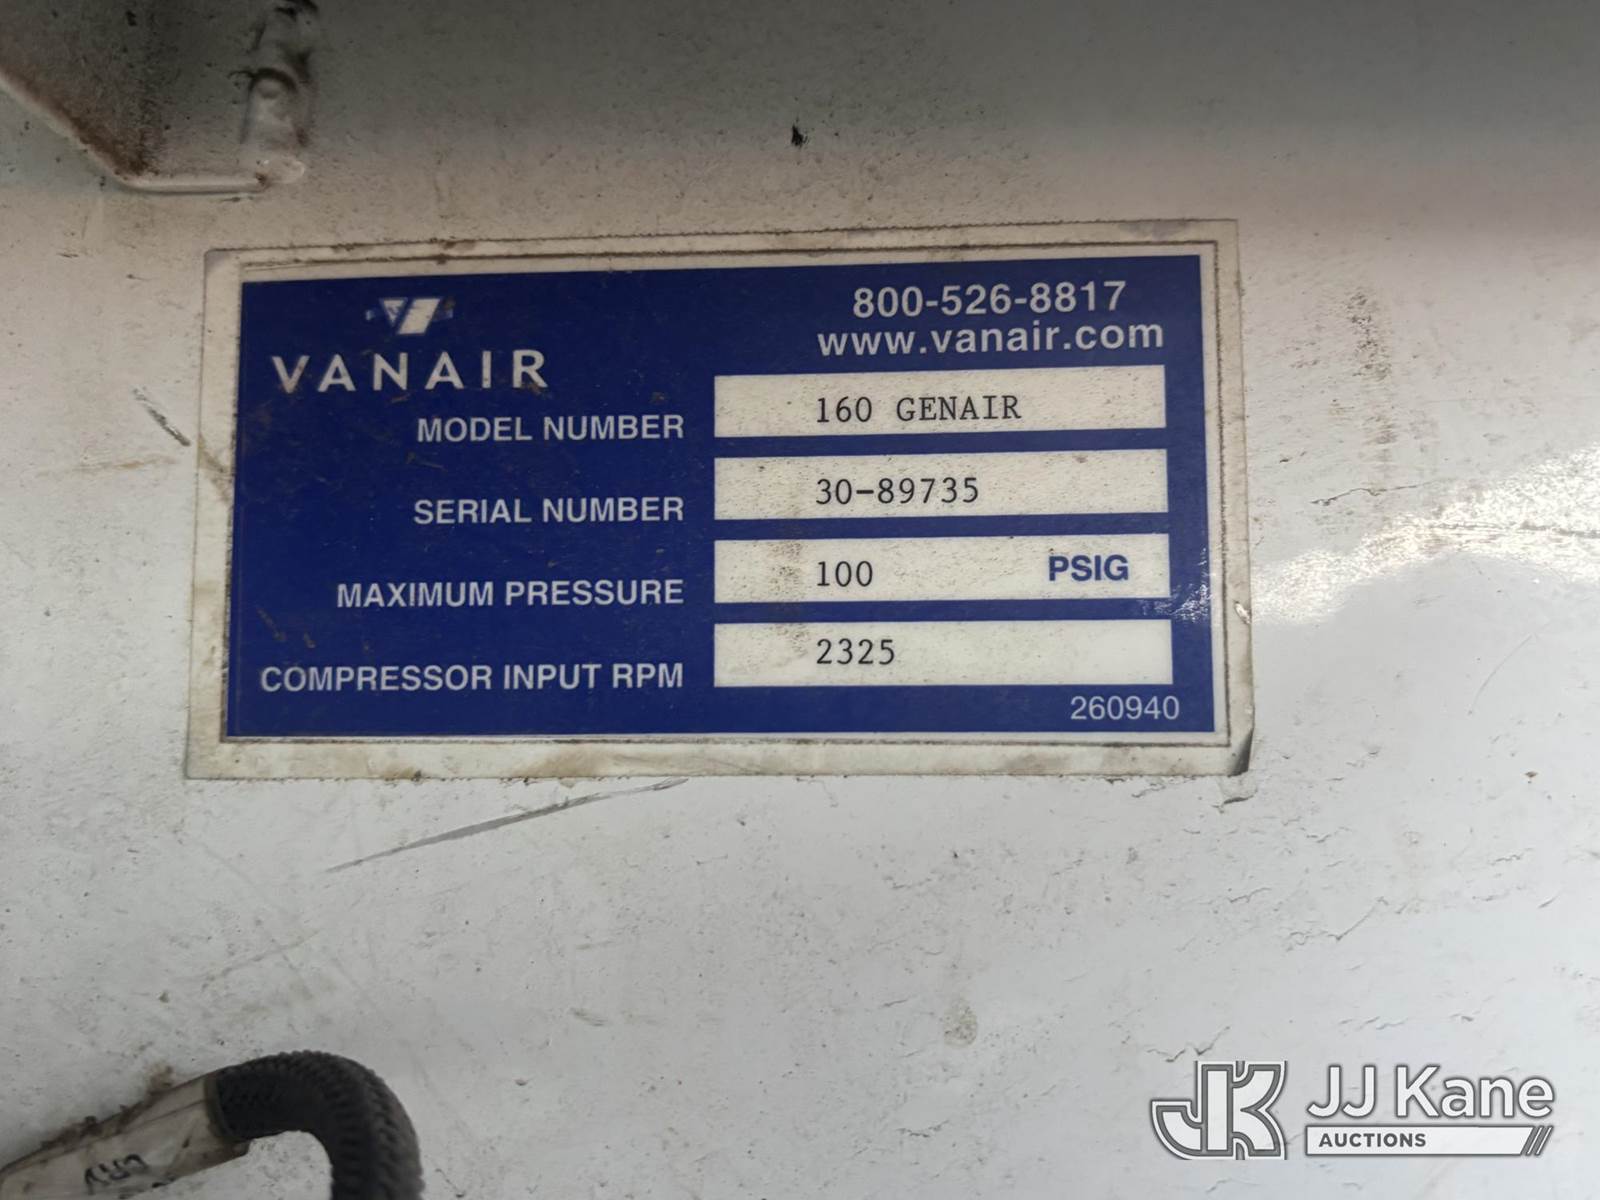 VANAIR
800-526-8817
www.vanair.com
MODEL NUMBER 160 GENAIR
SERIAL NUMBER 30-89735
MAXIMUM PRESSURE 100 PSIG
COMPRESSOR INPUT RPM 2325
260940
JK JJ Kane
AUCTIONS